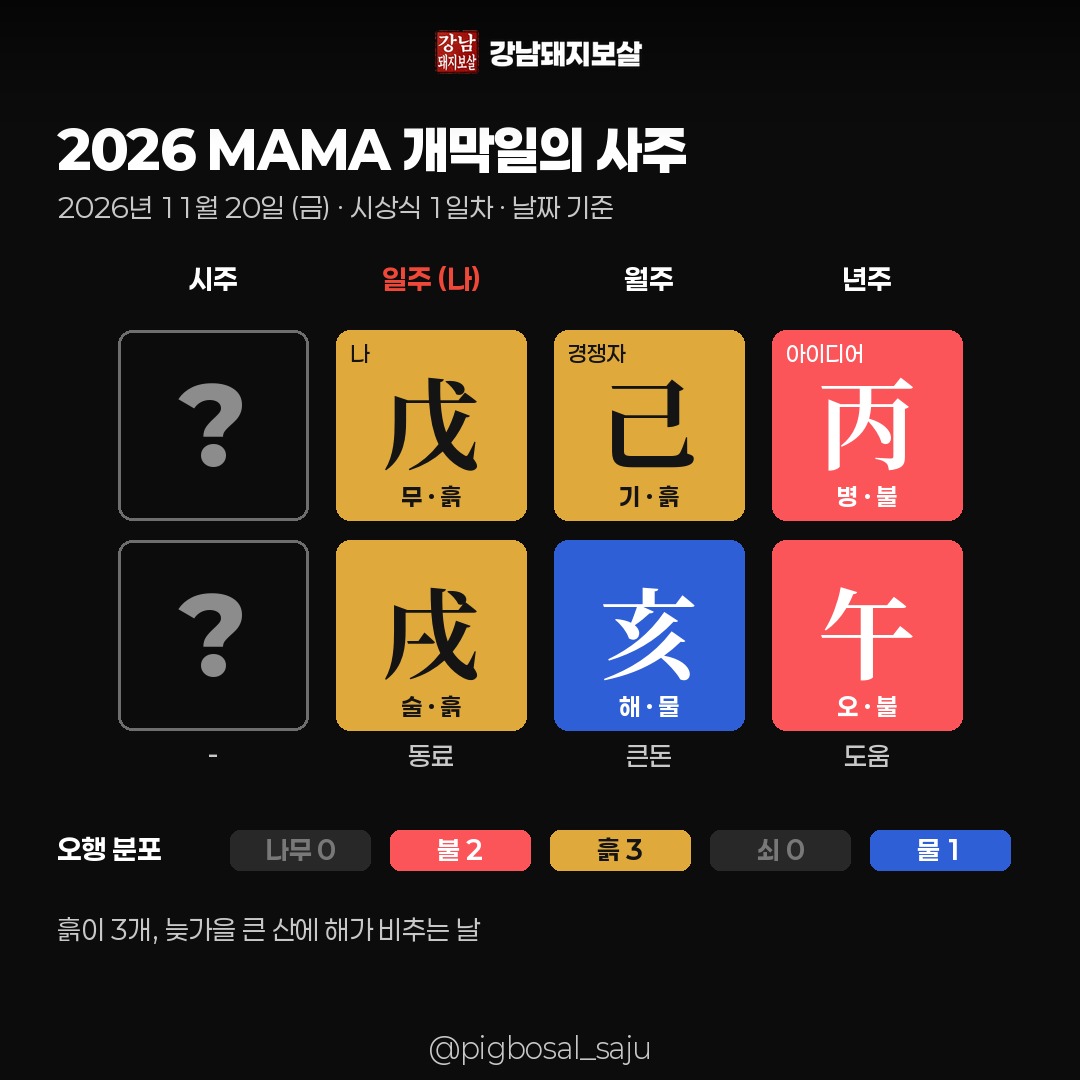 강남
돼지보살
강남돼지보살
2026 MAMA 개막일의 사주
2026년 11월 20일 (금) · 시상식 1일차 · 날짜 기준
시주 일주 (나) 월주 년주
나 경쟁자 아이디어
? 戊 己 丙
무 · 흙 기 · 흙 병 · 불
? 戌 亥 午
술 · 흙 해 · 물 오 · 불
- 동료 큰돈 도움
오행 분포 나무 0 불 2 흙 3 쇠 0 물 1
흙이 3개, 늦가을 큰 산에 해가 비추는 날
@pigbosal_saju